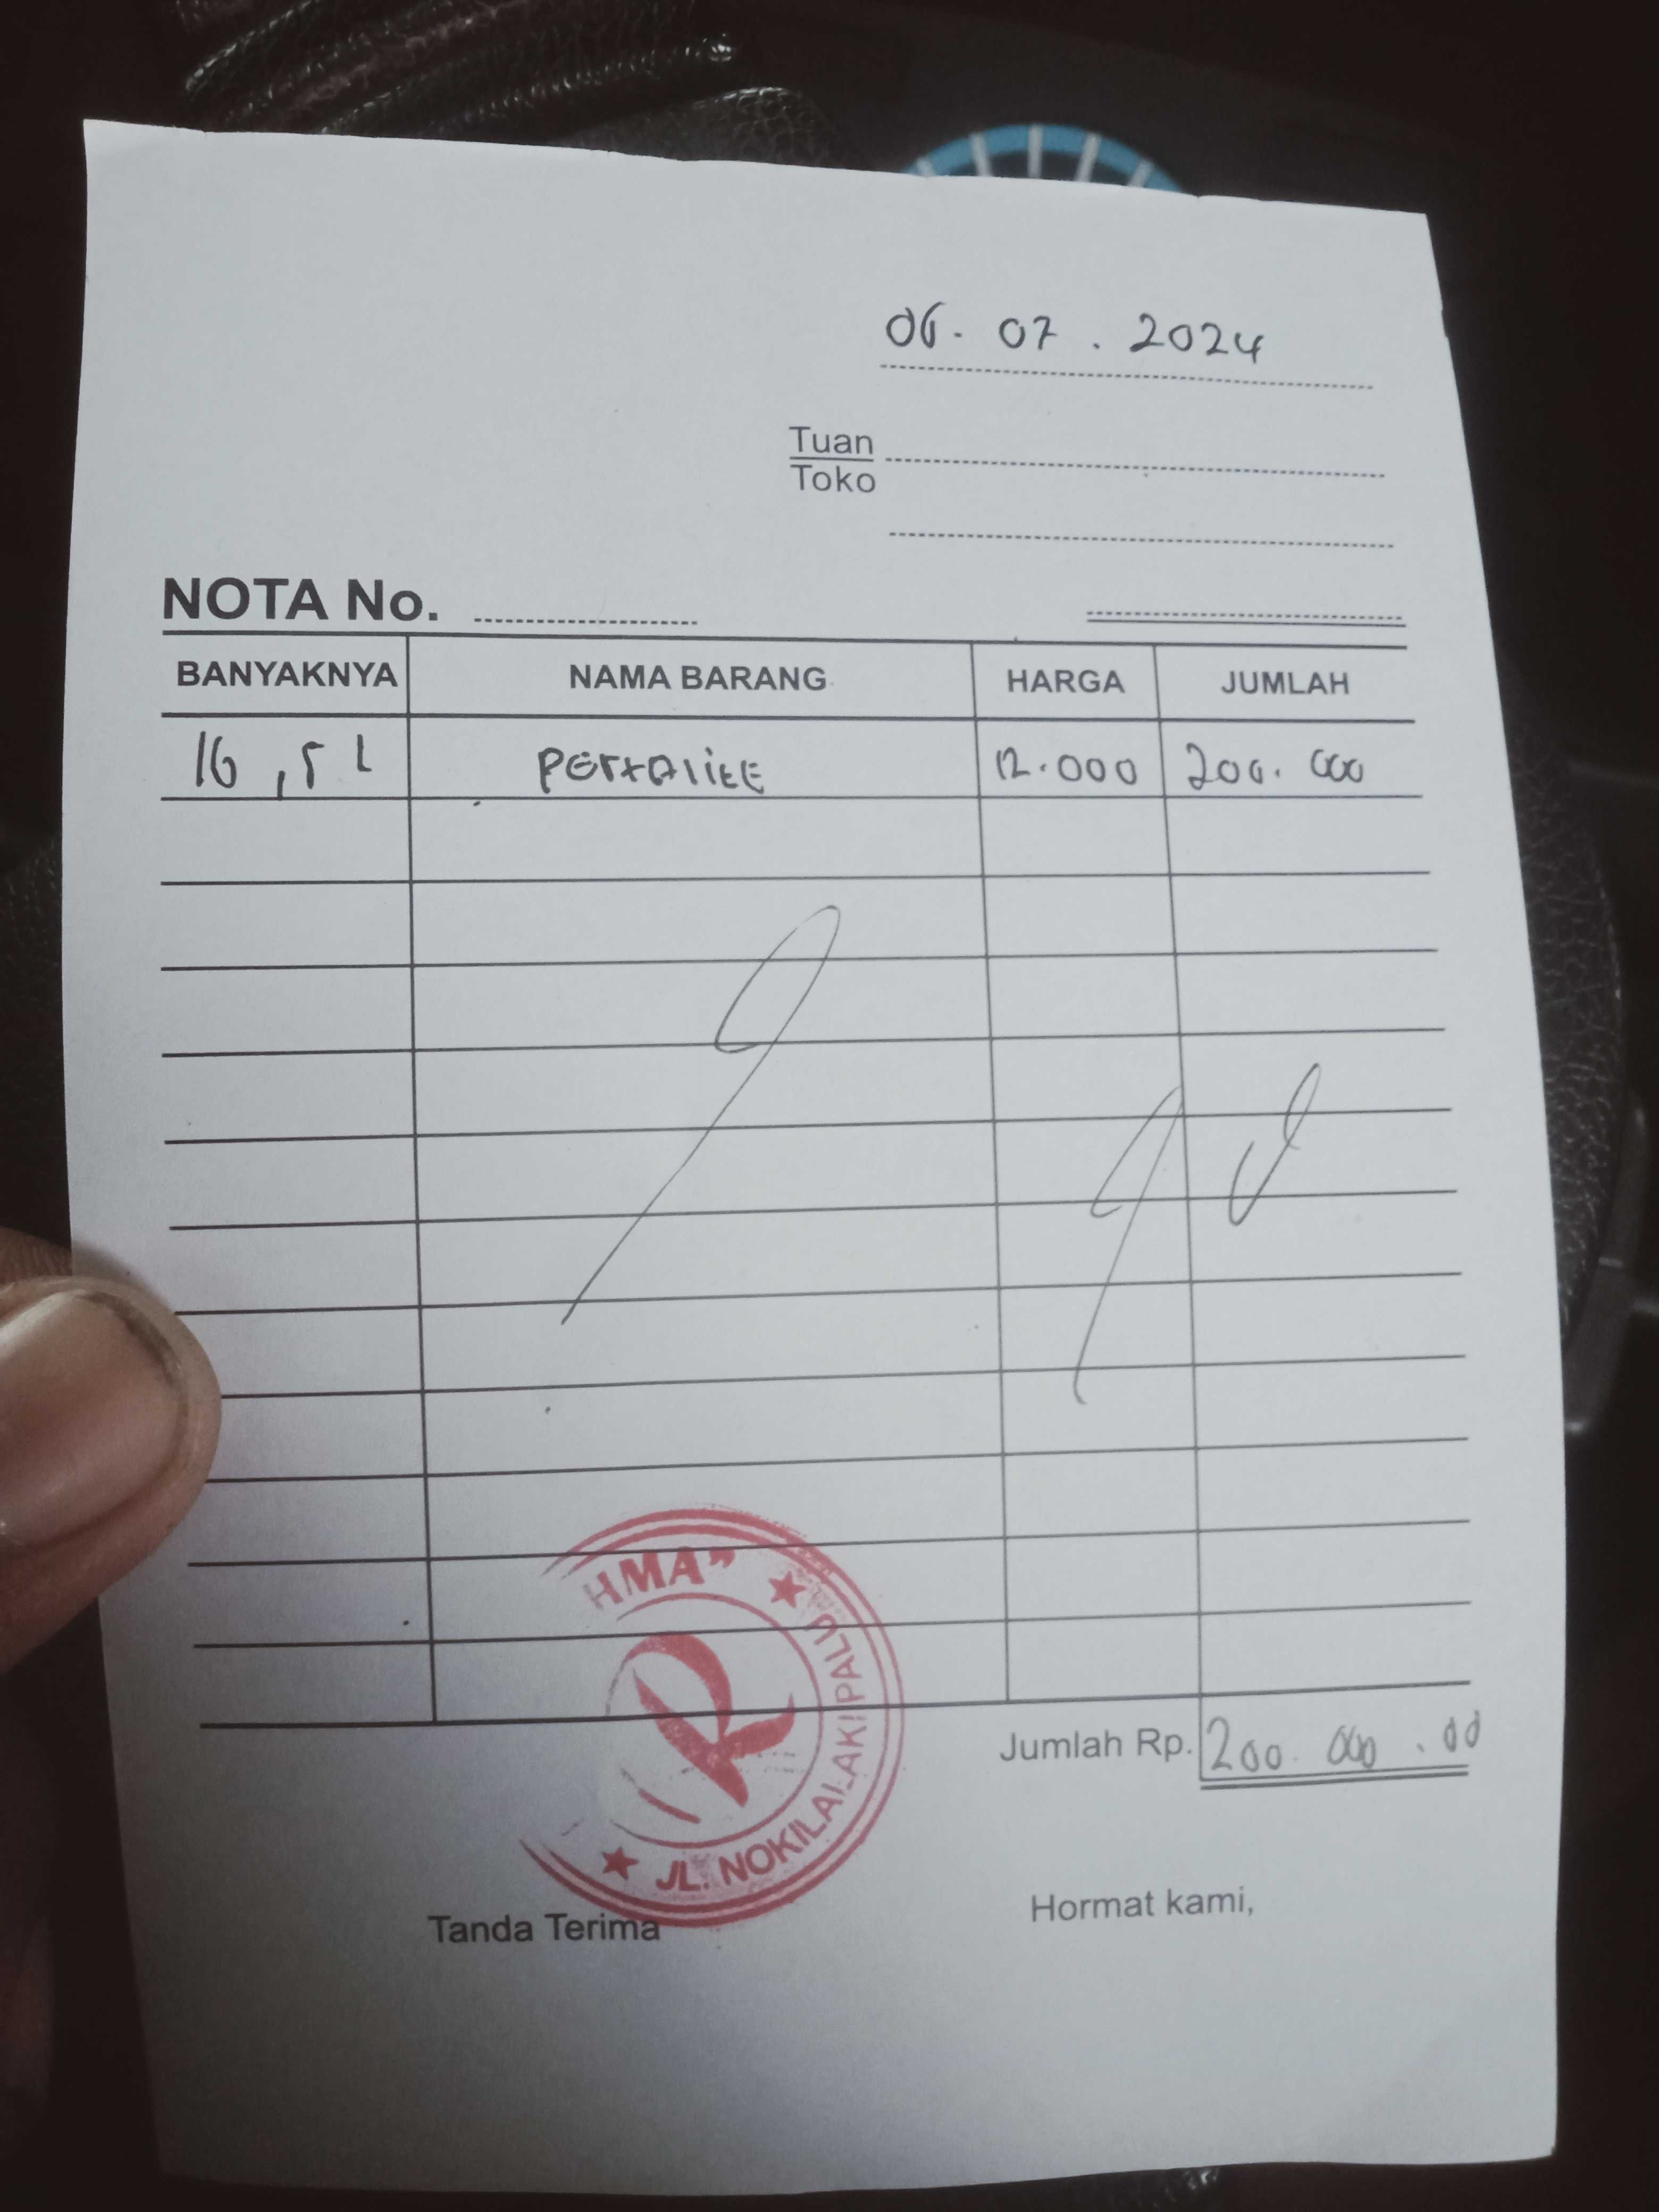 06. 07. 2024
Tuan
Toko
NOTA No.
BANYAKNYA NAMA BARANG HARGA JUMLAH
16,5 L PERTALITE 12.000 200.000
HMA"
R
JL. NOKILALAKI PALU
Jumlah Rp. 200.000.00
Tanda Terima
Hormat kami,